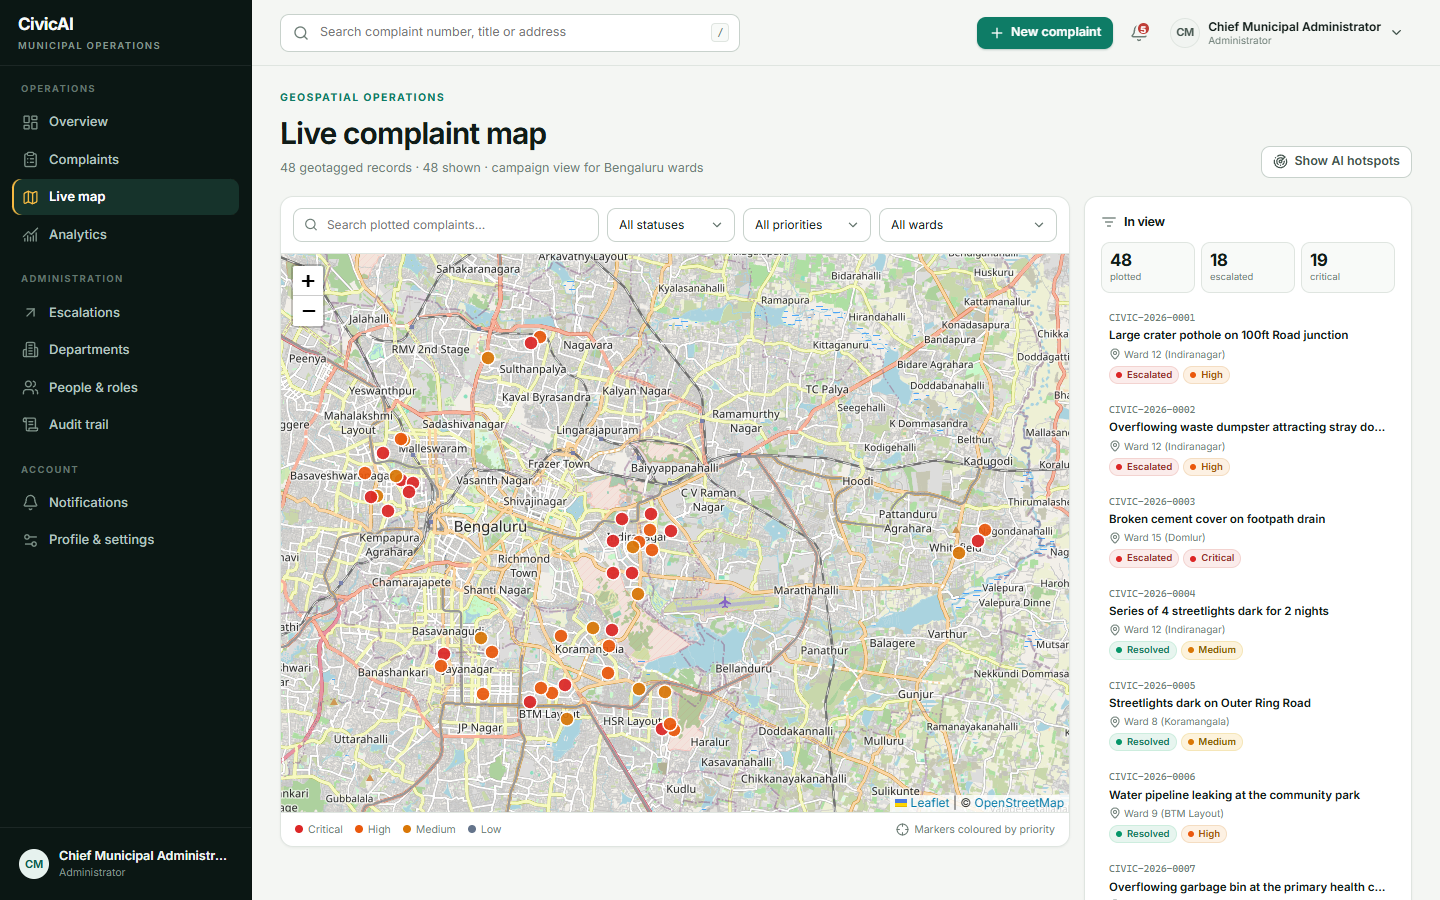 CivicAI
MUNICIPAL OPERATIONS
OPERATIONS
Overview
Complaints
Live map
Analytics
ADMINISTRATION
Escalations
Departments
People & roles
Audit trail
ACCOUNT
Notifications
Profile & settings
CM
Chief Municipal Administr...
Administrator
Search complaint number, title or address
/
New complaint
5
CM
Chief Municipal Administrator
Administrator
GEOSPATIAL OPERATIONS
Live complaint map
48 geotagged records · 48 shown · campaign view for Bengaluru wards
Show AI hotspots
Search plotted complaints...
All statuses
All priorities
All wards
+
−
Arkavathy Layout
Sahakaranagara
Kyalasanahalli
Bidarahalli
Huskuru
Ramapura
Kattamanallur
Jalahalli
Hirandahalli
Konadasapura
Chikka
RMV 2nd Stage
Nagavara
Kittaganuru
Bandapura
Peenya
Sulthanpalya
Bidare Agrahara
Doddagatti
Yeswanthpur
Kaval Byrasandra
Kalyan Nagar
TC Palya
Doddabanahalli
Mahalakshmi
Layout
Sadashivanagar
Lingarajapuram
Ramamurthy
Nagar
Seegehalli
K Dommasandra
ggere
Malleswaram
Belthur
Mallasan
Frazer Town
Baiyyappanahalli
Kodigehalli
Kadugodi
Koralu
Basaveshwara
Vasanth Nagar
Hoodi
C V Raman
Nagar
Shivajinagar
Thirumalashe
Bengaluru
Pattanduru
Agrahara
gondanahalli
Kempapura
Agrahara
Richmond
Town
Nag
Chamarajapete
Shanti Nagar
Marathahalli
Valepura
Valepura Dinne
Haroh
Basavanagudi
Koramangala
Varthur
Balagere
Panathur
Mutsar
Banashankari
Jayanagar
Bellanduru
Nekkundi Dommasa
Gunjur
BTM Layout
HSR Layout
JP Nagar
Doddakannalli
Ramanayakanahalli
Uttarahalli
Haralur
Mulluru
Kasavanahalli
Chikkanayakanahalli
Kudlu
Sulikunte
Gubbalala
Leaflet | © OpenStreetMap
Critical
High
Medium
Low
Markers coloured by priority
In view
48
plotted
18
escalated
19
critical
CIVIC-2026-0001
Large crater pothole on 100ft Road junction
Ward 12 (Indiranagar)
Escalated
High
CIVIC-2026-0002
Overflowing waste dumpster attracting stray do...
Ward 12 (Indiranagar)
Escalated
High
CIVIC-2026-0003
Broken cement cover on footpath drain
Ward 15 (Domlur)
Escalated
Critical
CIVIC-2026-0004
Series of 4 streetlights dark for 2 nights
Ward 12 (Indiranagar)
Resolved
Medium
CIVIC-2026-0005
Streetlights dark on Outer Ring Road
Ward 8 (Koramangala)
Resolved
Medium
CIVIC-2026-0006
Water pipeline leaking at the community park
Ward 9 (BTM Layout)
Resolved
High
CIVIC-2026-0007
Overflowing garbage bin at the primary health c...